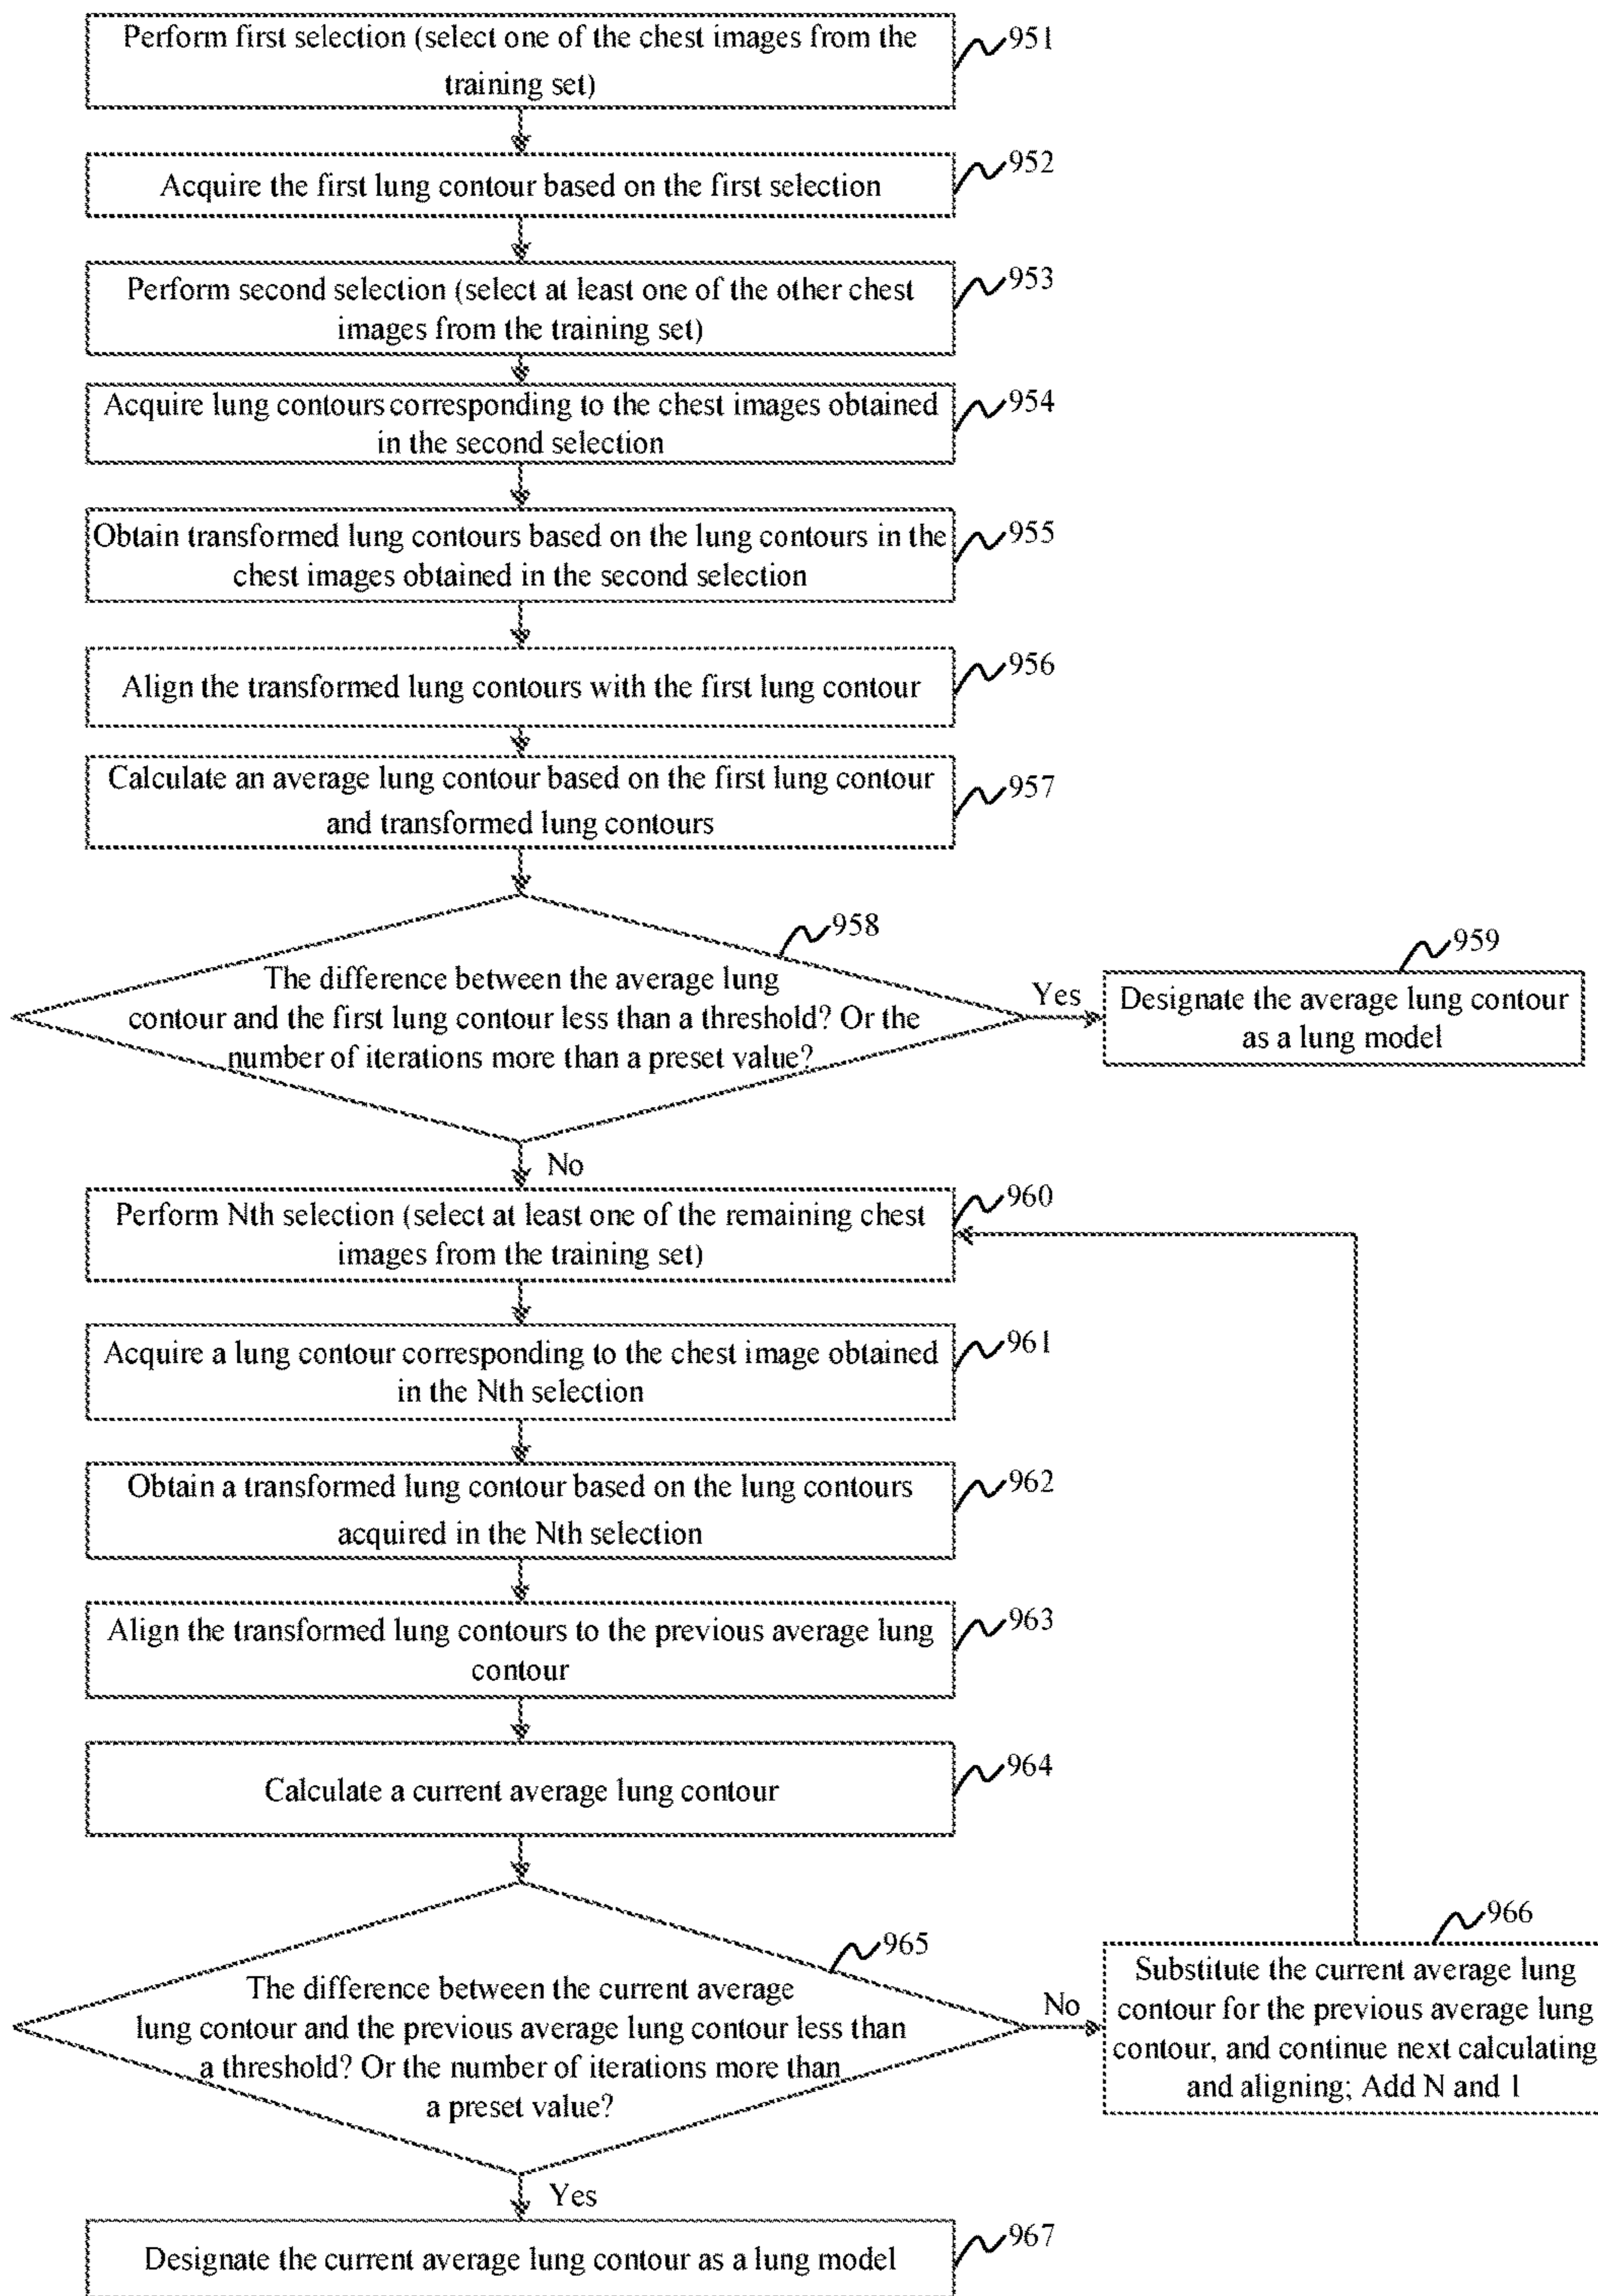 Perform first selection (select one of the chest images from the
training set)
951
Acquire the first lung contour based on the first selection
952
Perform second selection (select at least one of the other chest
images from the training set)
953
Acquire lung contours corresponding to the chest images obtained
in the second selection
954
Obtain transformed lung contours based on the lung contours in the
chest images obtained in the second selection
955
Align the transformed lung contours with the first lung contour
956
Calculate an average lung contour based on the first lung contour
and transformed lung contours
957
958
The difference between the average lung
contour and the first lung contour less than a threshold? Or the
number of iterations more than a preset value?
Yes
959
Designate the average lung contour
as a lung model
No
Perform Nth selection (select at least one of the remaining chest
images from the training set)
960
Acquire a lung contour corresponding to the chest image obtained
in the Nth selection
961
Obtain a transformed lung contour based on the lung contours
acquired in the Nth selection
962
Align the transformed lung contours to the previous average lung
contour
963
Calculate a current average lung contour
964
965
The difference between the current average
lung contour and the previous average lung contour less than
a threshold? Or the number of iterations more than
a preset value?
No
966
Substitute the current average lung
contour for the previous average lung
contour, and continue next calculating
and aligning; Add N and 1
Yes
Designate the current average lung contour as a lung model
967